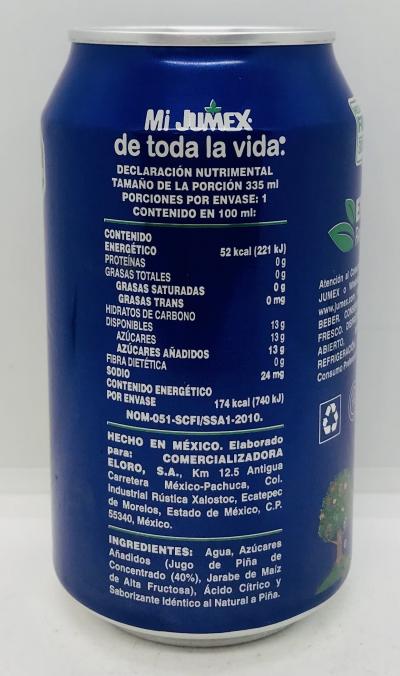 Mi JUMEX
de toda la vida:
DECLARACIÓN NUTRIMENTAL
TAMAÑO DE LA PORCIÓN 335 ml
PORCIONES POR ENVASE: 1
CONTENIDO EN 100 ml:
CONTENIDO
ENERGÉTICO 52 kcal (221 kJ)
PROTEÍNAS 0 g
GRASAS TOTALES 0 g
GRASAS SATURADAS 0 g
GRASAS TRANS 0 mg
HIDRATOS DE CARBONO
DISPONIBLES 13 g
AZÚCARES 13 g
AZÚCARES AÑADIDOS 13 g
FIBRA DIETÉTICA 0 g
SODIO 24 mg
CONTENIDO ENERGÉTICO
POR ENVASE 174 kcal (740 kJ)
NOM-051-SCFI/SSA1-2010.
HECHO EN MÉXICO. Elaborado
para: COMERCIALIZADORA
ELORO, S.A., Km 12.5 Antigua
Carretera México-Pachuca, Col.
Industrial Rústica Xalostoc, Ecatepec
de Morelos, Estado de México, C.P.
55340, México.
INGREDIENTES: Agua, Azúcares
Añadidos (Jugo de Piña de
Concentrado (40%), Jarabe de Maíz
de Alta Fructosa), Ácido Cítrico y
Saborizante Idéntico al Natural a Piña.
Atención al
JUMEX o
www.jumex.
BEBER,
FRESCO.
ABIERTO,
REFRIGERACIÓN
Consumo